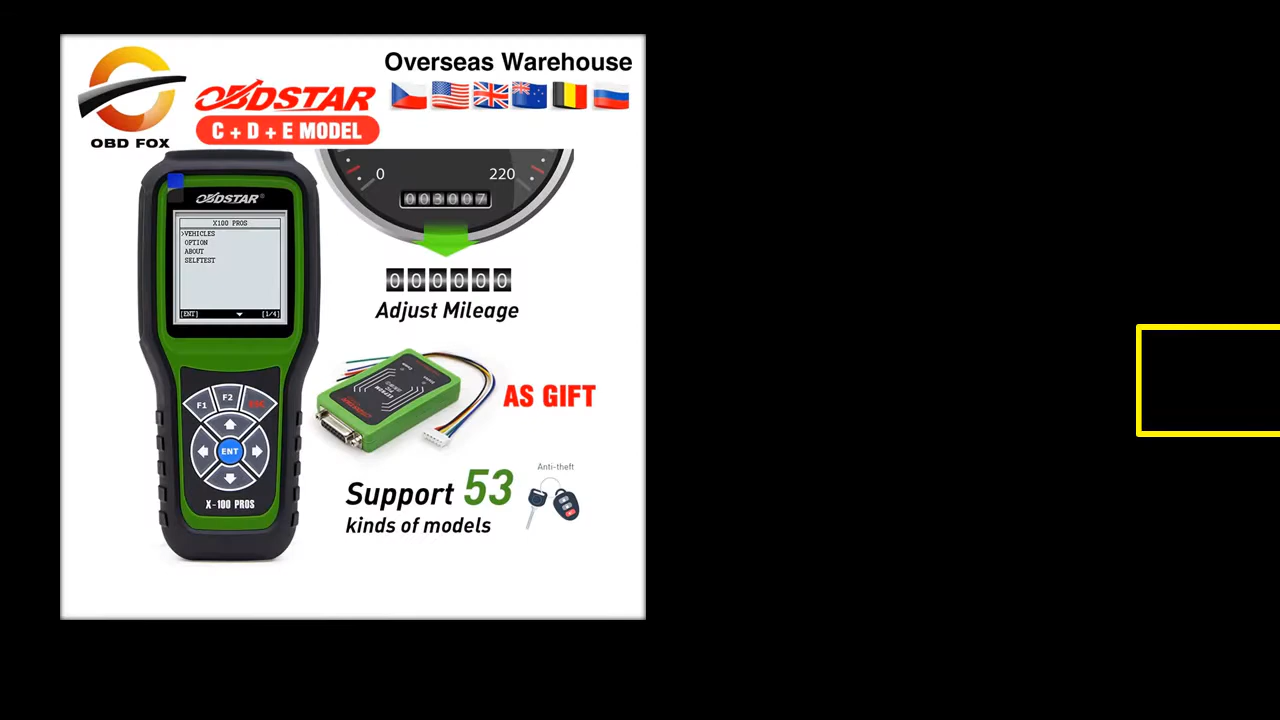 OBD FOX
OBDSTAR
C + D + E MODEL
Overseas Warehouse
0
220
003007
000000
Adjust Mileage
OBDSTAR®
X100 PROS
>VEHICLES
OPTION
ABOUT
SELFTEST
[ENT] [1/4]
F1 F2 ESC
ENT
X-100 PROS
AS GIFT
Support 53
kinds of models
Anti-theft